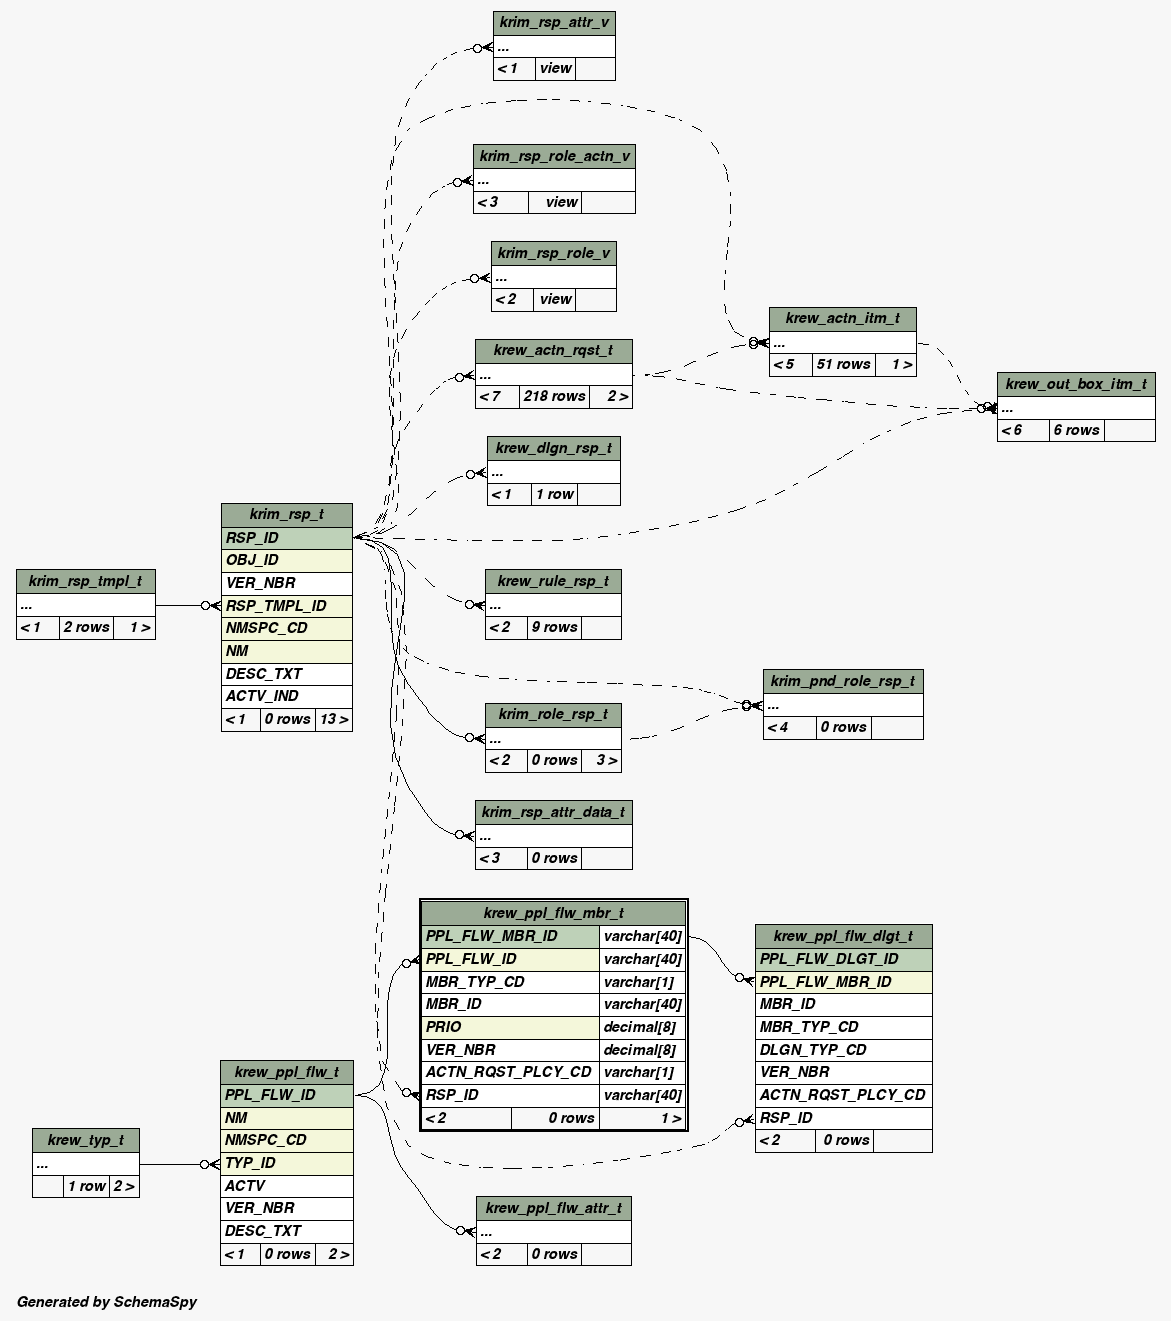 krim_rsp_attr_v
...
< 1 view
krim_rsp_role_actn_v
...
< 3 view
krim_rsp_role_v
...
< 2 view
krew_actn_rqst_t
...
< 7 218 rows 2 >
krew_actn_itm_t
...
< 5 51 rows 1 >
krew_out_box_itm_t
...
< 6 6 rows
krew_dlgn_rsp_t
...
< 1 1 row
krim_rsp_t
RSP_ID
OBJ_ID
VER_NBR
RSP_TMPL_ID
NMSPC_CD
NM
DESC_TXT
ACTV_IND
< 1 0 rows 13 >
krim_rsp_tmpl_t
...
< 1 2 rows 1 >
krew_rule_rsp_t
...
< 2 9 rows
krim_pnd_role_rsp_t
...
< 4 0 rows
krim_role_rsp_t
...
< 2 0 rows 3 >
krim_rsp_attr_data_t
...
< 3 0 rows
krew_ppl_flw_mbr_t
PPL_FLW_MBR_ID varchar[40]
PPL_FLW_ID varchar[40]
MBR_TYP_CD varchar[1]
MBR_ID varchar[40]
PRIO decimal[8]
VER_NBR decimal[8]
ACTN_RQST_PLCY_CD varchar[1]
RSP_ID varchar[40]
< 2 0 rows 1 >
krew_ppl_flw_dlgt_t
PPL_FLW_DLGT_ID
PPL_FLW_MBR_ID
MBR_ID
MBR_TYP_CD
DLGN_TYP_CD
VER_NBR
ACTN_RQST_PLCY_CD
RSP_ID
< 2 0 rows
krew_ppl_flw_t
PPL_FLW_ID
NM
NMSPC_CD
TYP_ID
ACTV
VER_NBR
DESC_TXT
< 1 0 rows 2 >
krew_typ_t
...
1 row 2 >
krew_ppl_flw_attr_t
...
< 2 0 rows
Generated by SchemaSpy